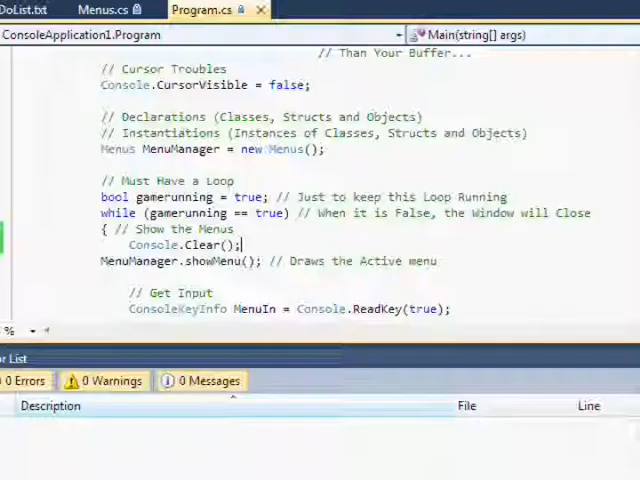 DoList.txt Menus.cs Program.cs
ConsoleApplication1.Program Main(string[] args)
// Than Your Buffer...
// Cursor Troubles
Console.CursorVisible = false;
// Declarations (Classes, Structs and Objects)
// Instantiations (Instances of Classes, Structs and Objects)
Menus MenuManager = new Menus();
// Must Have a Loop
bool gamerunning = true; // Just to keep this Loop Running
while (gamerunning == true) // When it is False, the Window will Close
{ // Show the Menus
Console.Clear();
MenuManager.showMenu(); // Draws the Active menu
// Get Input
ConsoleKeyInfo MenuIn = Console.ReadKey(true);
%
or List
0 Errors 0 Warnings 0 Messages
Description File Line